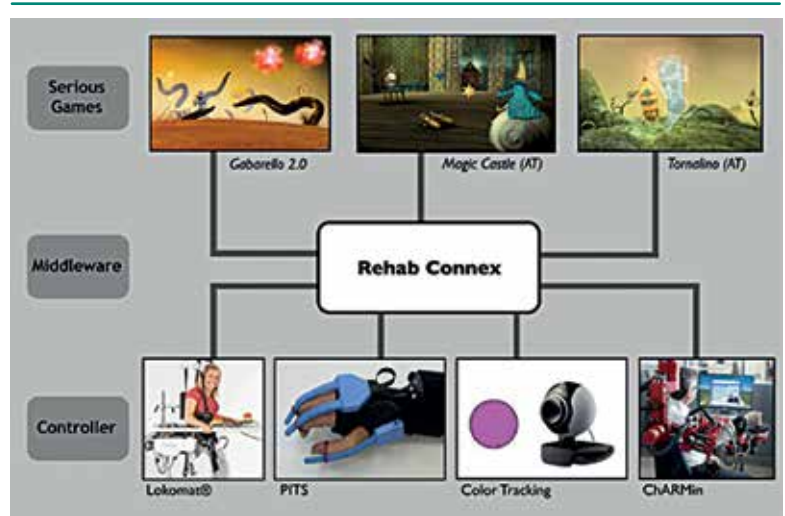 Serious
Games
Gabarello 2.0
Magic Castle (AT)
Tornalino (AT)
Middleware
Rehab Connex
Controller
Lokomat®
PITS
Color Tracking
ChARMin